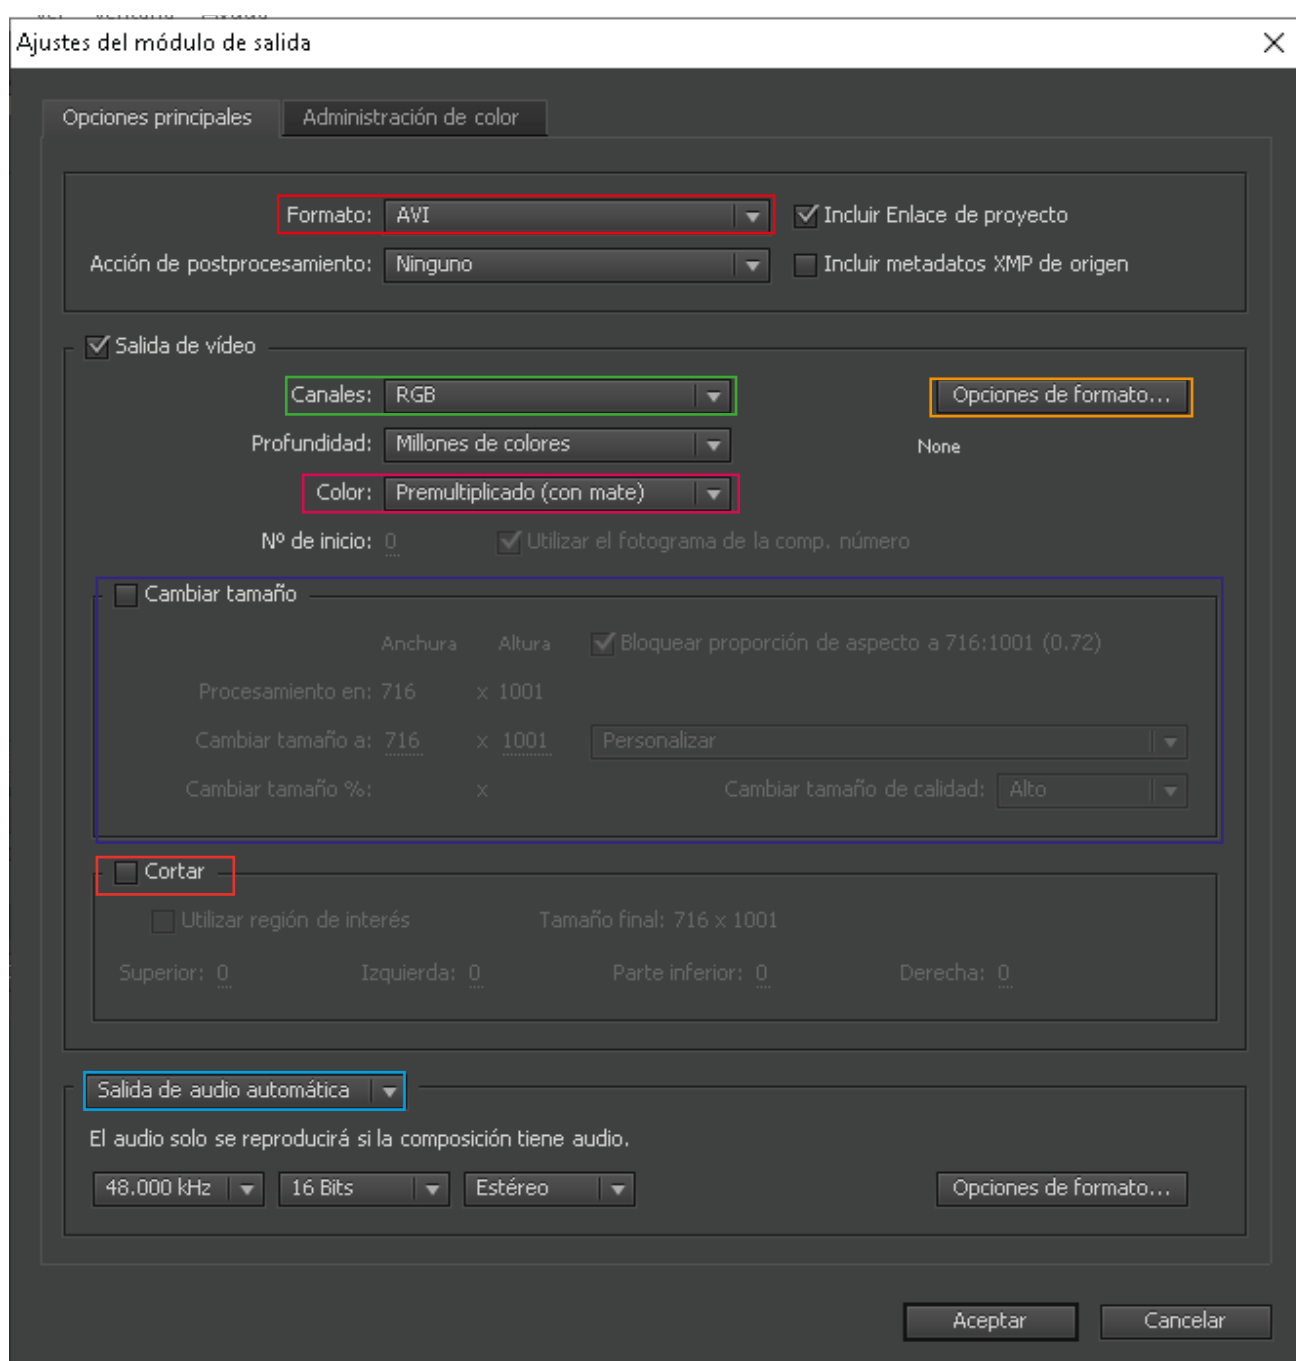 Ajustes del módulo de salida
Opciones principales Administración de color
Formato: AVI Incluir Enlace de proyecto
Acción de postprocesamiento: Ninguno Incluir metadatos XMP de origen
Salida de vídeo
Canales: RGB Opciones de formato...
Profundidad: Millones de colores None
Color: Premultiplicado (con mate)
Nº de inicio: 0 Utilizar el fotograma de la comp. número
Cambiar tamaño
Anchura Altura Bloquear proporción de aspecto a 716:1001 (0.72)
Procesamiento en: 716 x 1001
Cambiar tamaño a: 716 x 1001 Personalizar
Cambiar tamaño %: x Cambiar tamaño de calidad: Alto
Cortar
Utilizar región de interés Tamaño final: 716 x 1001
Superior: 0 Izquierda: 0 Parte inferior: 0 Derecha: 0
Salida de audio automática
El audio solo se reproducirá si la composición tiene audio.
48.000 kHz 16 Bits Estéreo Opciones de formato...
Aceptar Cancelar